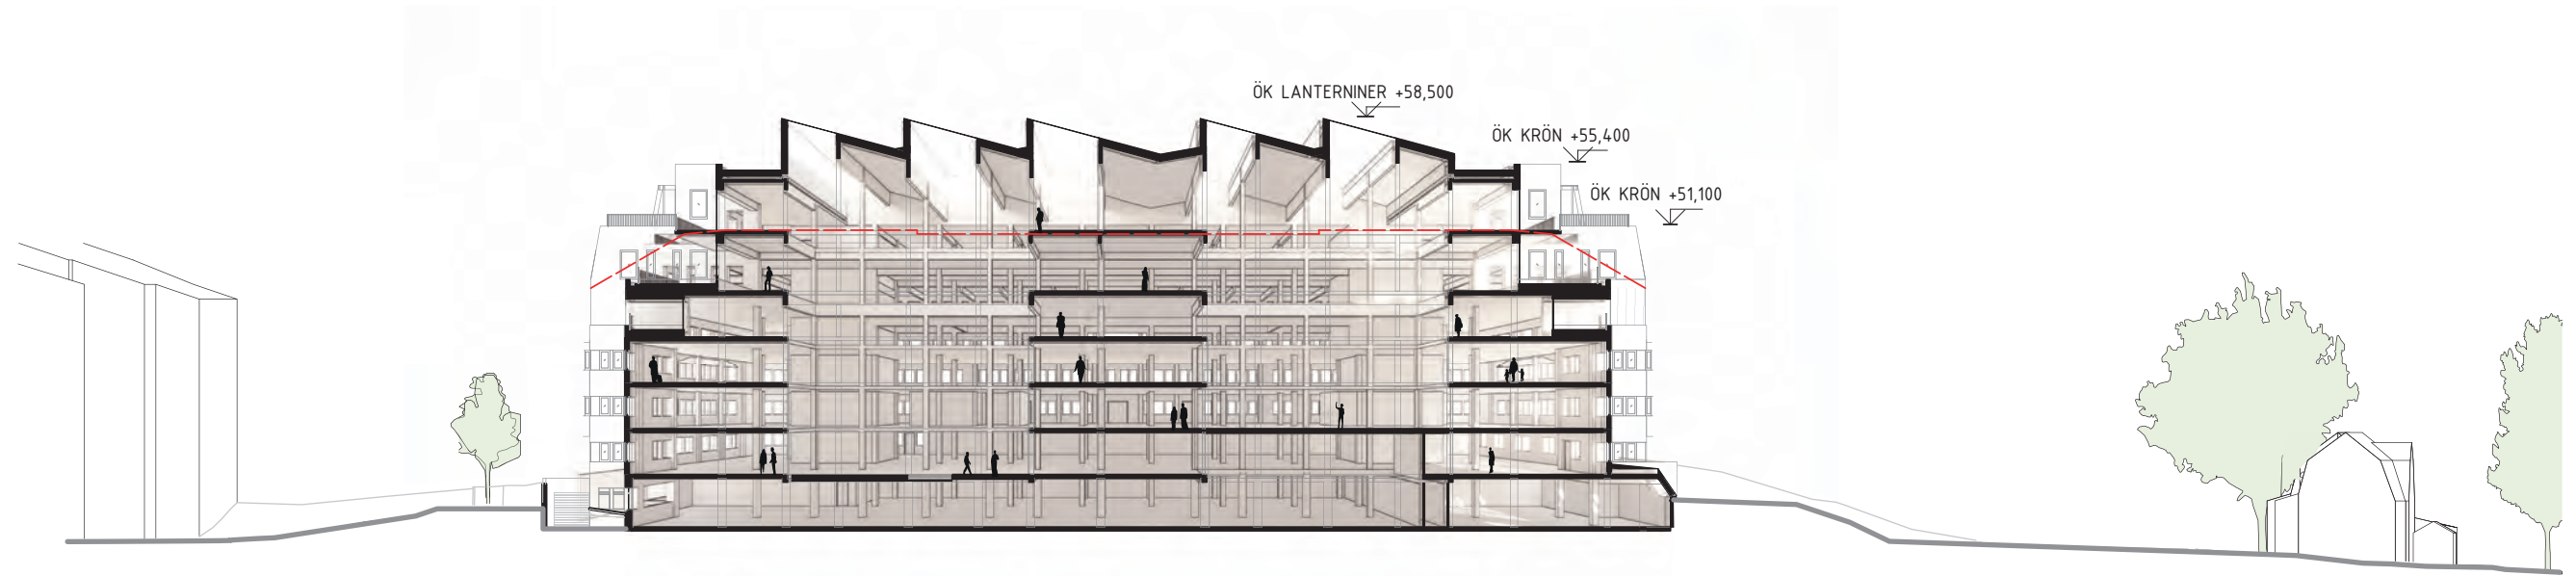 ÖK LANTERNINER +58,500
ÖK KRÖN +55,400
ÖK KRÖN +51,100